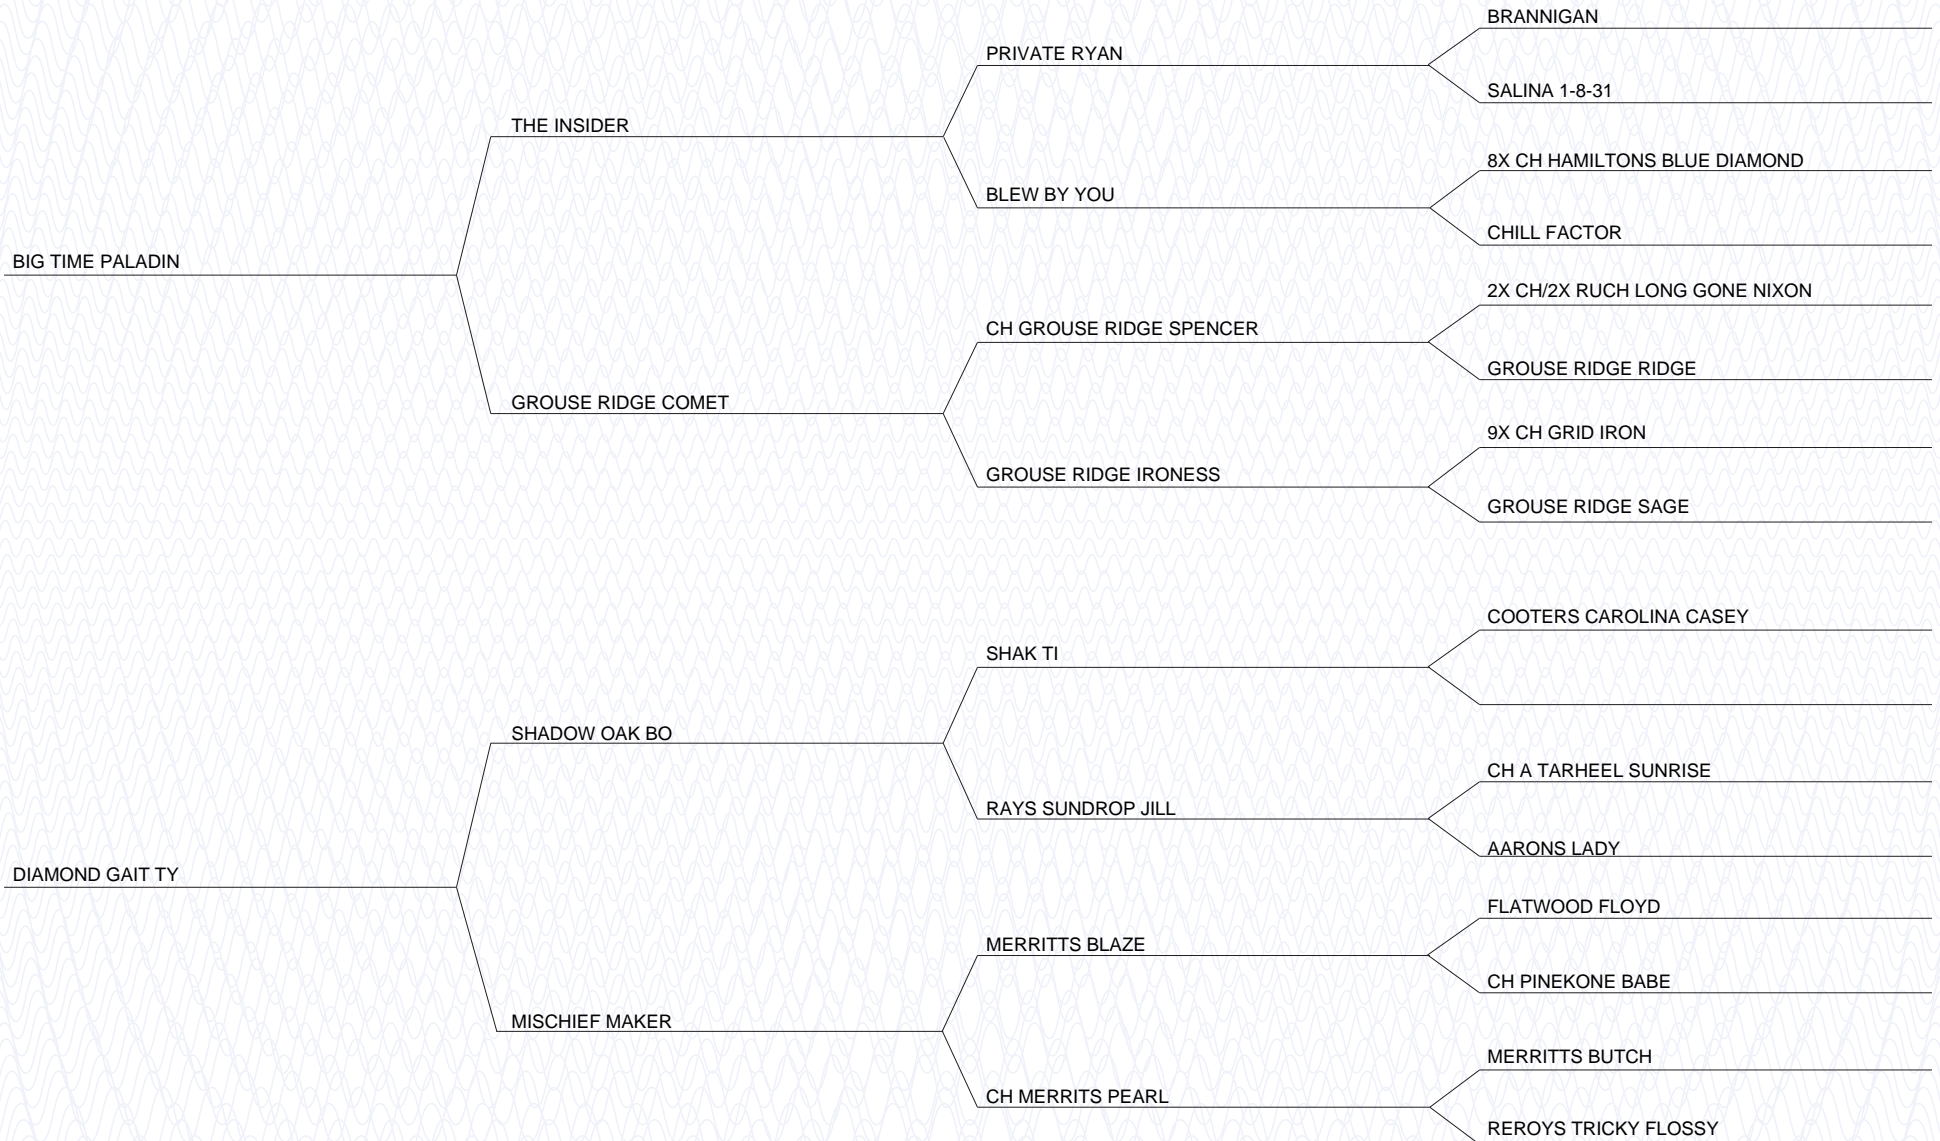 BRANNIGAN
PRIVATE RYAN
SALINA 1-8-31
THE INSIDER
8X CH HAMILTONS BLUE DIAMOND
BLEW BY YOU
CHILL FACTOR
BIG TIME PALADIN
2X CH/2X RUCH LONG GONE NIXON
CH GROUSE RIDGE SPENCER
GROUSE RIDGE RIDGE
GROUSE RIDGE COMET
9X CH GRID IRON
GROUSE RIDGE IRONESS
GROUSE RIDGE SAGE
COOTERS CAROLINA CASEY
SHAK TI
SHADOW OAK BO
CH A TARHEEL SUNRISE
RAYS SUNDROP JILL
AARONS LADY
DIAMOND GAIT TY
FLATWOOD FLOYD
MERRITTS BLAZE
CH PINEKONE BABE
MISCHIEF MAKER
MERRITTS BUTCH
CH MERRITS PEARL
REROYS TRICKY FLOSSY